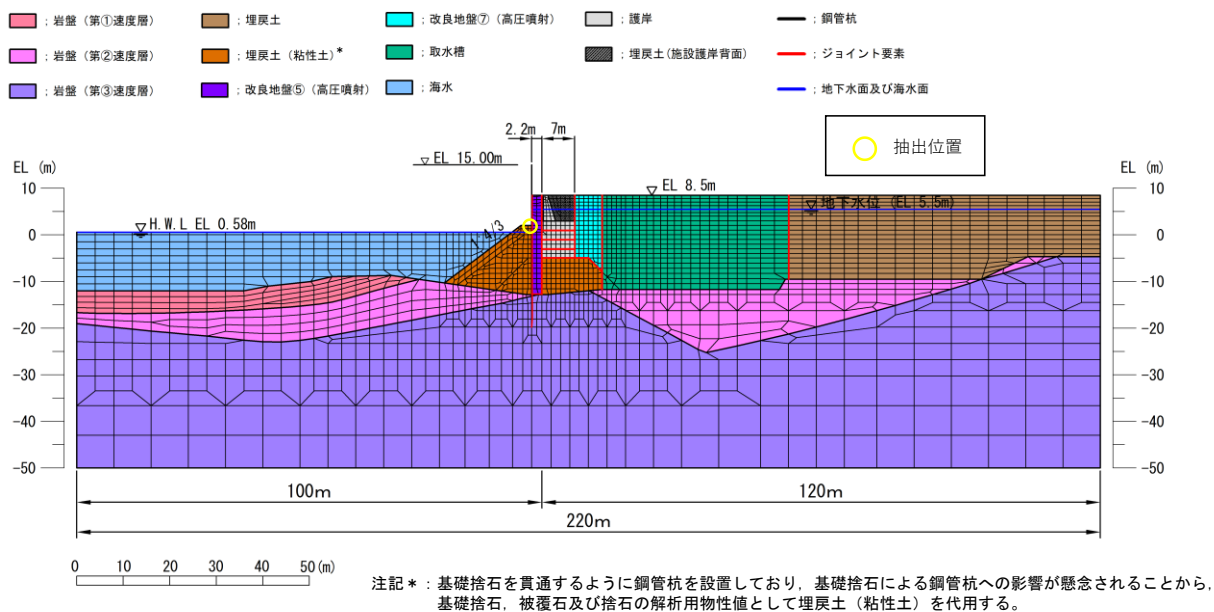 ；岩盤（第①速度層）
；埋戻土
；改良地盤⑦（高圧噴射）
；護岸
；鋼管杭
；岩盤（第②速度層）
；埋戻土（粘性土）*
；取水槽
；埋戻土(施設護岸背面)
；ジョイント要素
；岩盤（第③速度層）
；改良地盤⑤（高圧噴射）
；海水
；地下水面及び海水面
抽出位置
2.2m 7m
▽ EL 15.00m
EL (m)
EL (m)
▽ EL 8.5m
▽ H.W.L EL 0.58m
地下水位 (EL 5.5m)
1:4/3
10
0
-10
-20
-30
-40
-50
10
0
-10
-20
-30
-40
-50
100m
120m
220m
0 10 20 30 40 50(m)
注記＊：基礎捨石を貫通するように鋼管杭を設置しており，基礎捨石による鋼管杭への影響が懸念されることから，
基礎捨石，被覆石及び捨石の解析用物性値として埋戻土（粘性土）を代用する。